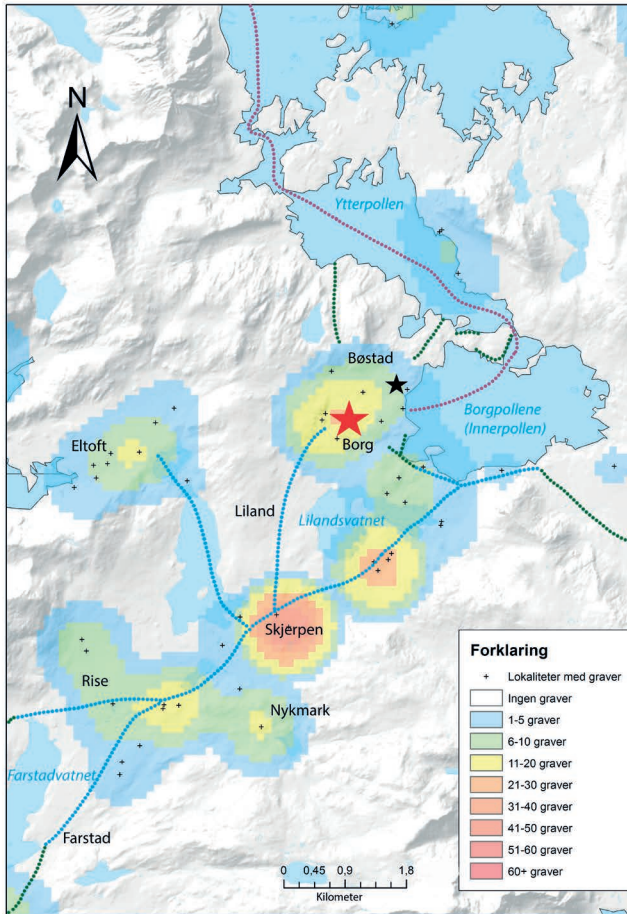 N
Ytterpollen
Bøstad
Borgpollene
(Innerpollen)
Eltoft
Borg
Liland
Lilandsvatnet
Skjerpen
Rise
Nykmark
Farstadvatnet
Farstad
0 0,45 0,9 1,8
Kilometer
Forklaring
Lokaliteter med graver
Ingen graver
1-5 graver
6-10 graver
11-20 graver
21-30 graver
31-40 graver
41-50 graver
51-60 graver
60+ graver